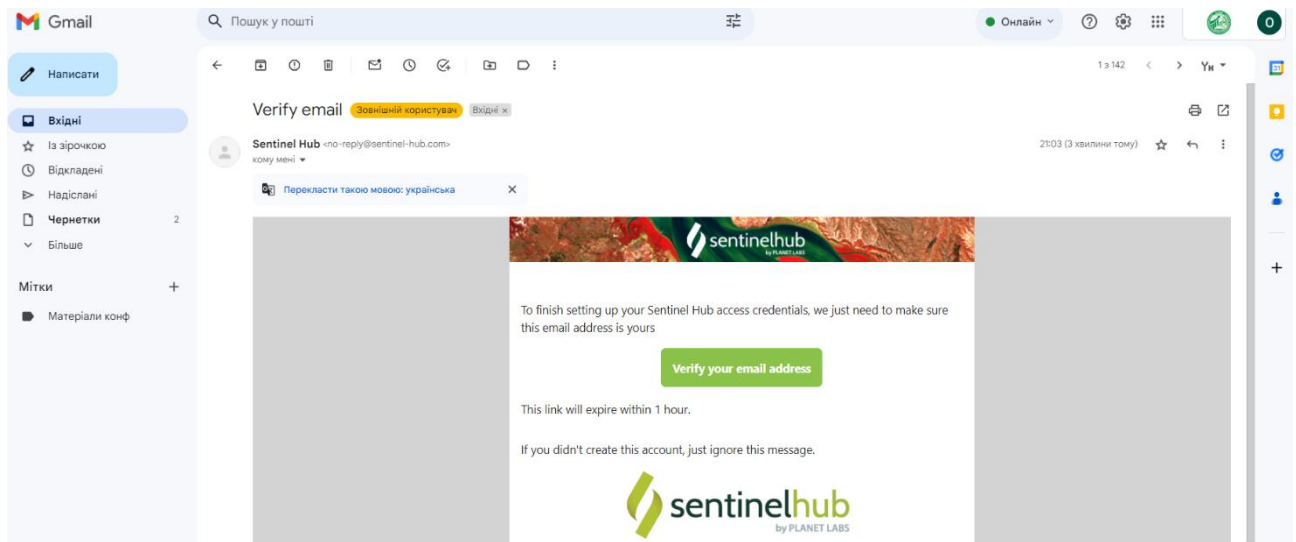 Gmail
Пошук у пошті
Онлайн
O
Написати
1 з 142
Ун
31
Verify email Зовнішній користувач Вхідні ×
Вхідні
Із зірочкою
Відкладені
Надіслані
Чернетки 2
Більше
Мітки +
Матеріали конф
Sentinel Hub <no-reply@sentinel-hub.com>
21:03 (3 хвилини тому)
кому мені
Перекласти такою мовою: українська
sentinelhub
by PLANET LABS
To finish setting up your Sentinel Hub access credentials, we just need to make sure
this email address is yours
Verify your email address
This link will expire within 1 hour.
If you didn't create this account, just ignore this message.
sentinelhub
by PLANET LABS